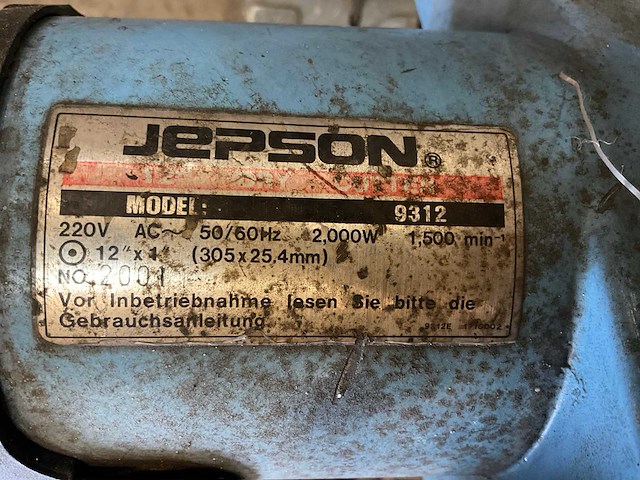 JEPSON®
MODEL: 9312
220V AC~ 50/60Hz 2,000W 1,500 min⁻¹
12"x1" (305x25,4mm)
NO. 2001
Vor Inbetriebnahme lesen Sie bitte die
Gebrauchsanleitung.
9312E